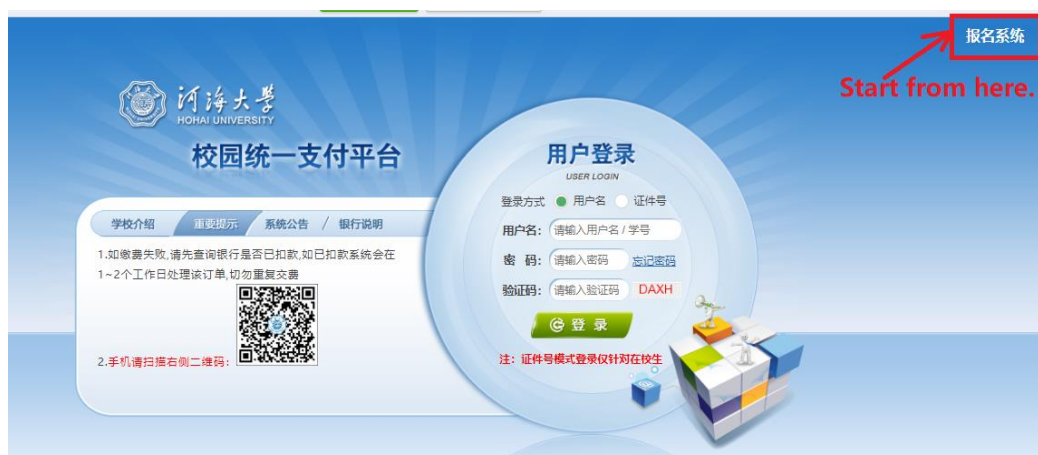 报名系统
Start from here.
河海大学
HOHAI UNIVERSITY
校园统一支付平台
学校介绍 重要提示 系统公告 / 银行说明
1.如缴费失败,请先查询银行是否已扣款,如已扣款系统会在
1~2个工作日处理该订单,切勿重复交费
2.手机请扫描右侧二维码:
用户登录
USER LOGIN
登录方式 用户名 证件号
用户名: 请输入用户名 / 学号
密 码: 请输入密码 忘记密码
验证码: 请输入验证码 DAXH
登 录
注: 证件号模式登录仅针对在校生